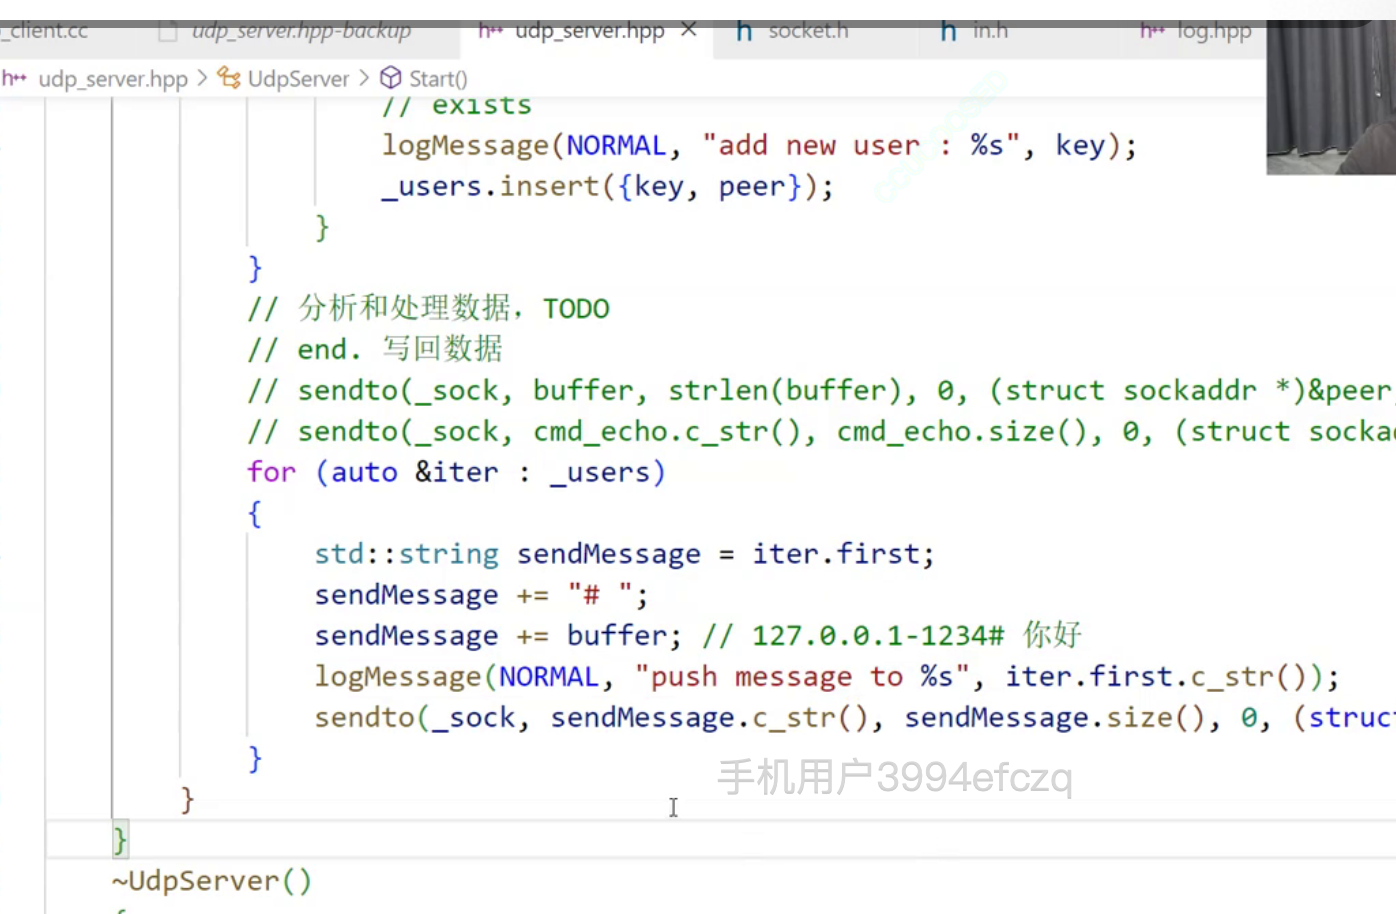 _client.cc udp_server.hpp-backup h++ udp_server.hpp × h socket.h h in.h h++ log.hpp
h++ udp_server.hpp > UdpServer > Start()
// exists
logMessage(NORMAL, "add new user : %s", key);
_users.insert({key, peer});
}
}
// 分析和处理数据，TODO
// end. 写回数据
// sendto(_sock, buffer, strlen(buffer), 0, (struct sockaddr *)&peer,
// sendto(_sock, cmd_echo.c_str(), cmd_echo.size(), 0, (struct socka
for (auto &iter : _users)
{
std::string sendMessage = iter.first;
sendMessage += "# ";
sendMessage += buffer; // 127.0.0.1-1234# 你好
logMessage(NORMAL, "push message to %s", iter.first.c_str());
sendto(_sock, sendMessage.c_str(), sendMessage.size(), 0, (struct
}
手机用户3994efczq
}
}
~UdpServer()